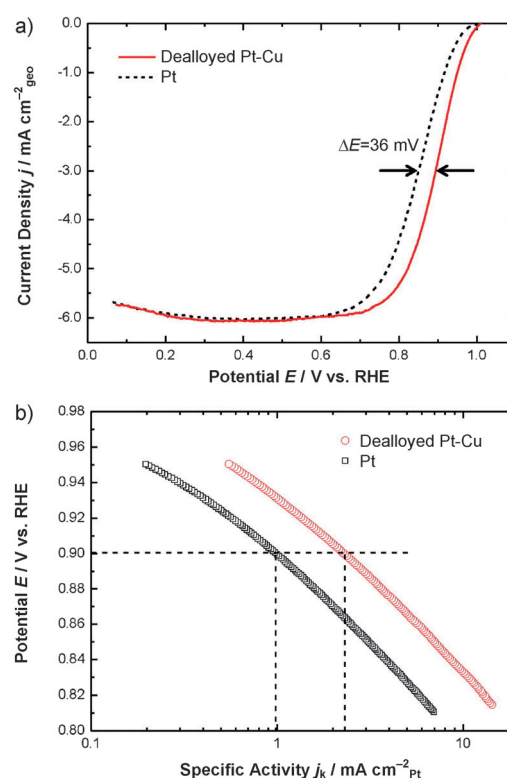 a)
0.0
-1.0
-2.0
-3.0
-4.0
-5.0
-6.0
Current Density j / mA cm⁻²geo
Dealloyed Pt-Cu
Pt
ΔE=36 mV
0.0 0.2 0.4 0.6 0.8 1.0
Potential E / V vs. RHE
b)
0.98
0.96
0.94
0.92
0.90
0.88
0.86
0.84
0.82
0.80
Potential E / V vs. RHE
Dealloyed Pt-Cu
Pt
0.1 1 10
Specific Activity jk / mA cm⁻²Pt